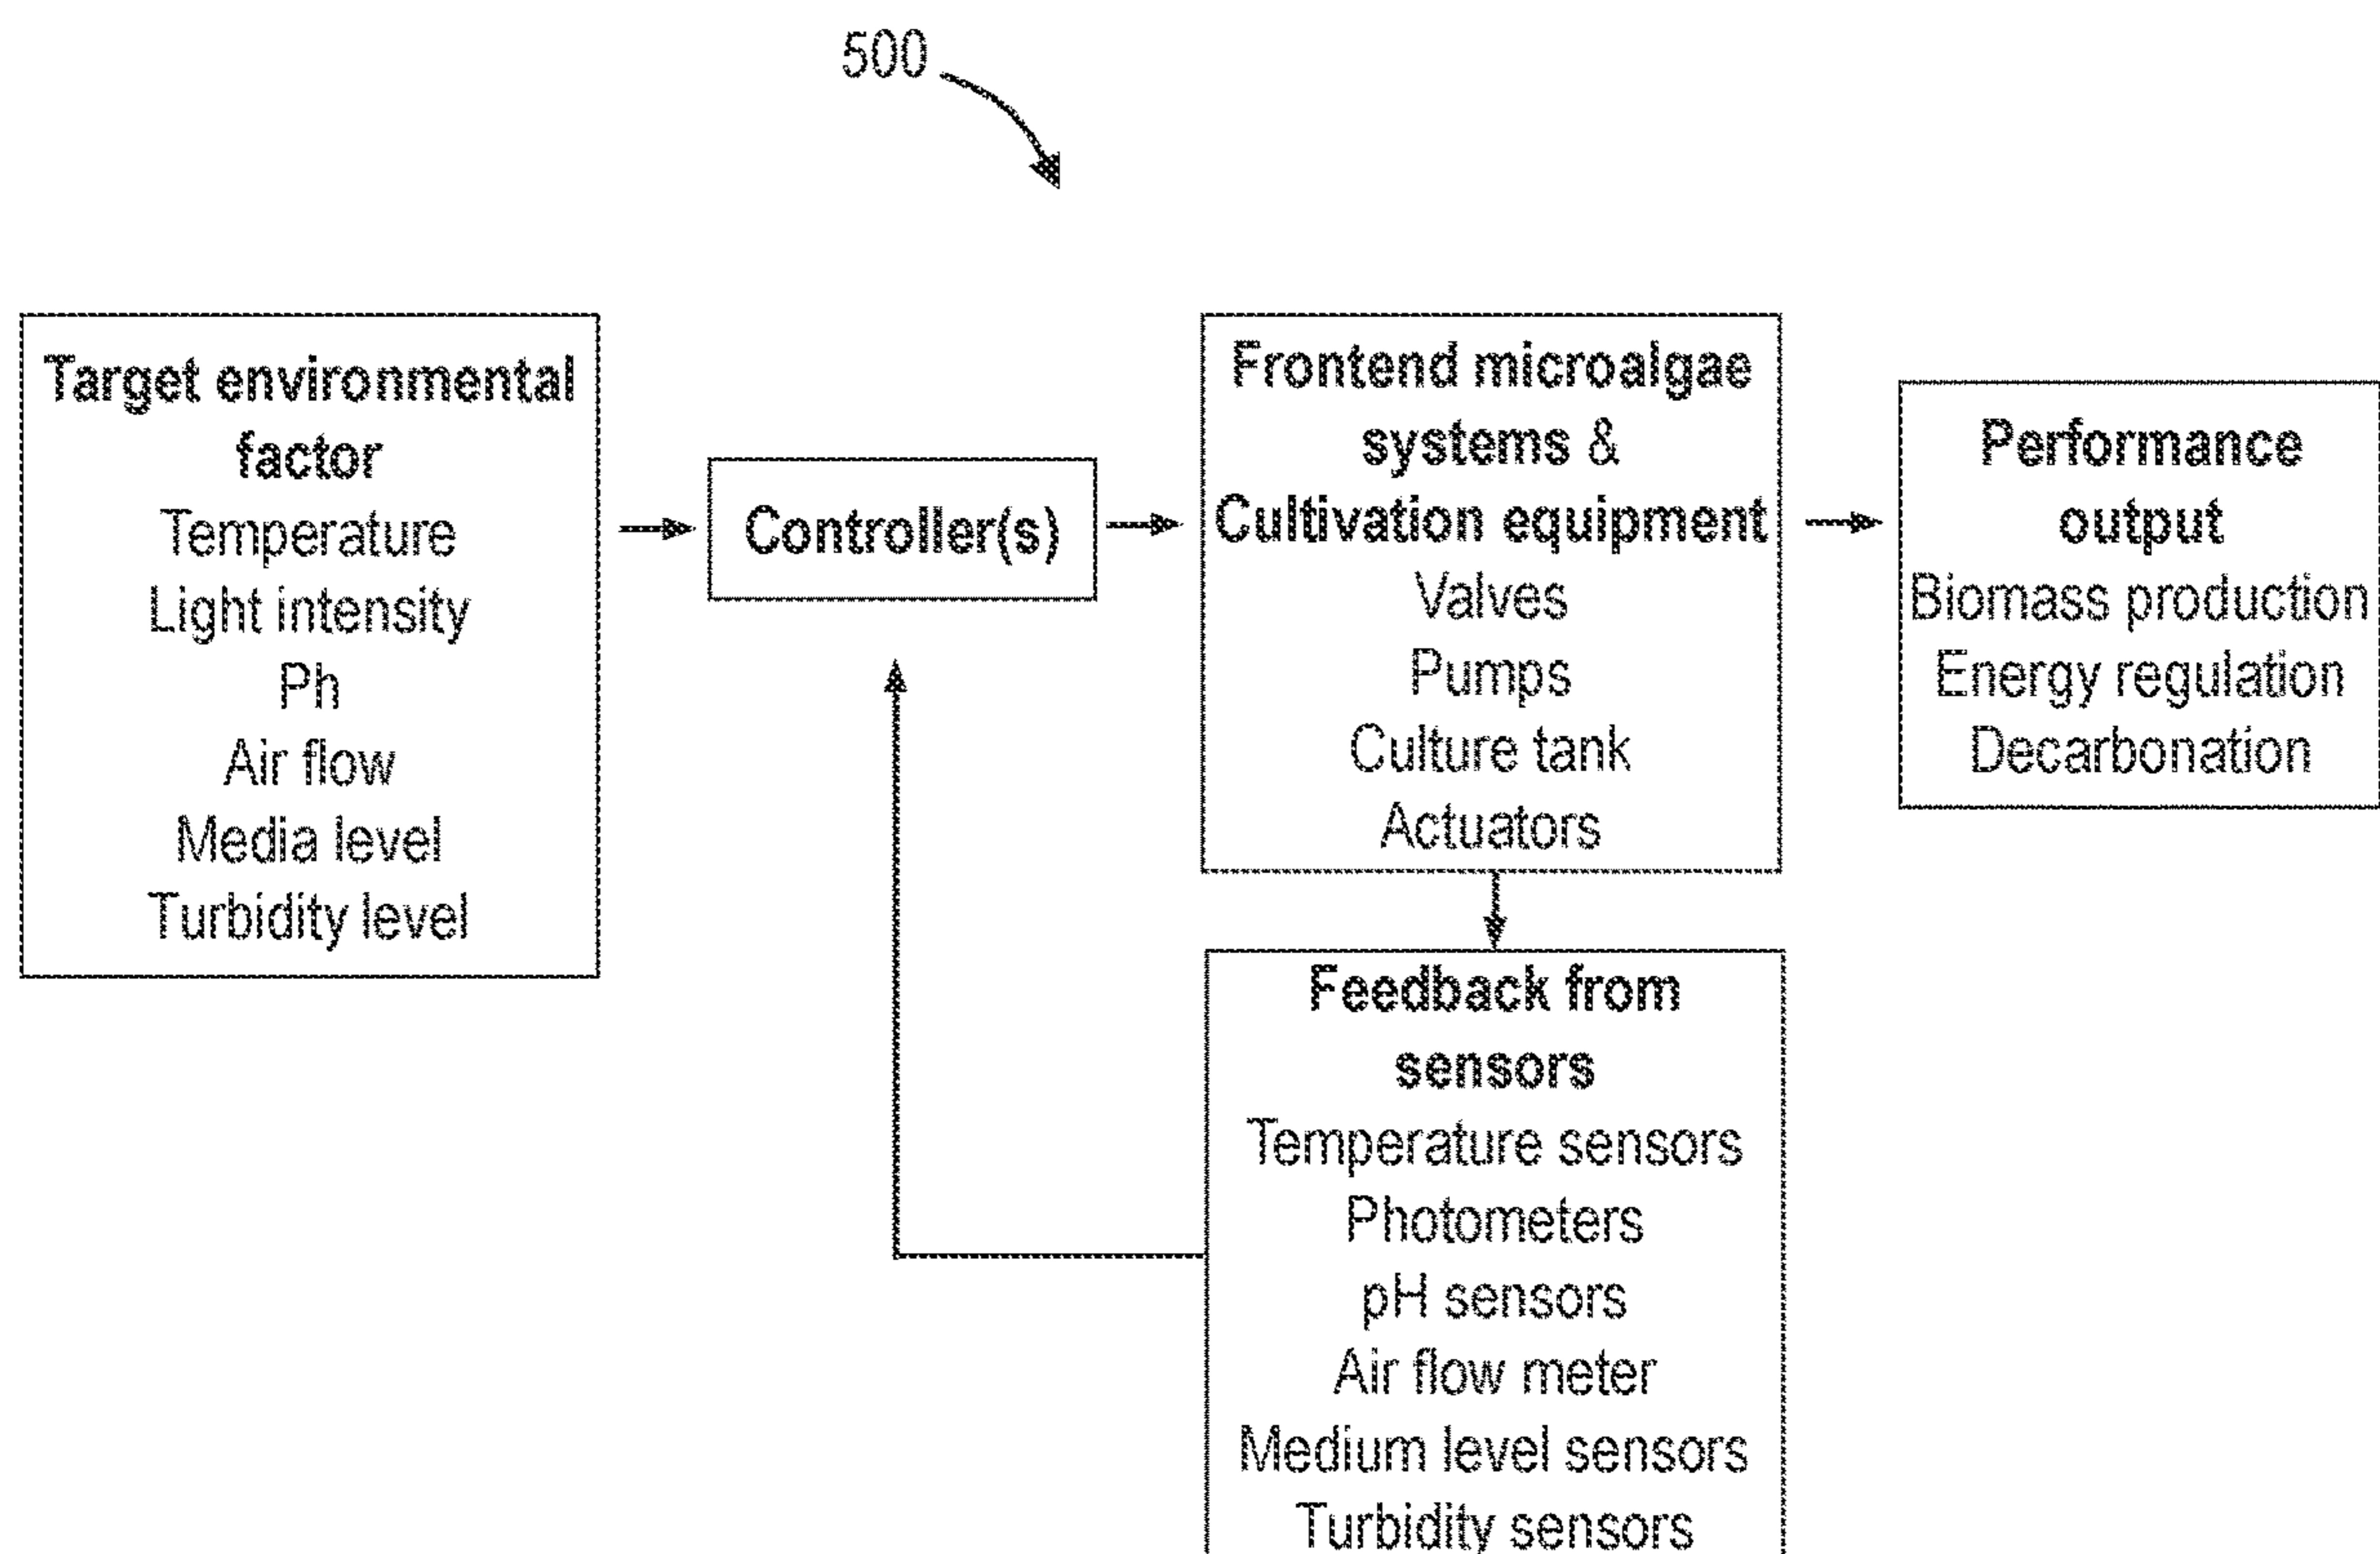 500
Target environmental
factor
Temperature
Light intensity
Ph
Air flow
Media level
Turbidity level
Controller(s)
Frontend microalgae
systems &
Cultivation equipment
Valves
Pumps
Culture tank
Actuators
Performance
output
Biomass production
Energy regulation
Decarbonation
Feedback from
sensors
Temperature sensors
Photometers
pH sensors
Air flow meter
Medium level sensors
Turbidity sensors